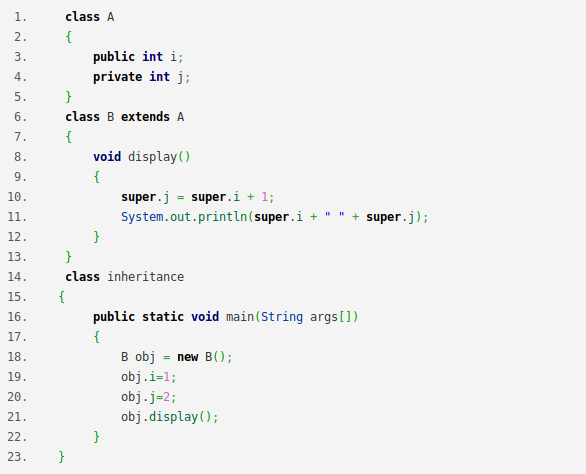 1. class A
2. {
3. public int i;
4. private int j;
5. }
6. class B extends A
7. {
8. void display()
9. {
10. super.j = super.i + 1;
11. System.out.println(super.i + " " + super.j);
12. }
13. }
14. class inheritance
15. {
16. public static void main(String args[])
17. {
18. B obj = new B();
19. obj.i=1;
20. obj.j=2;
21. obj.display();
22. }
23. }